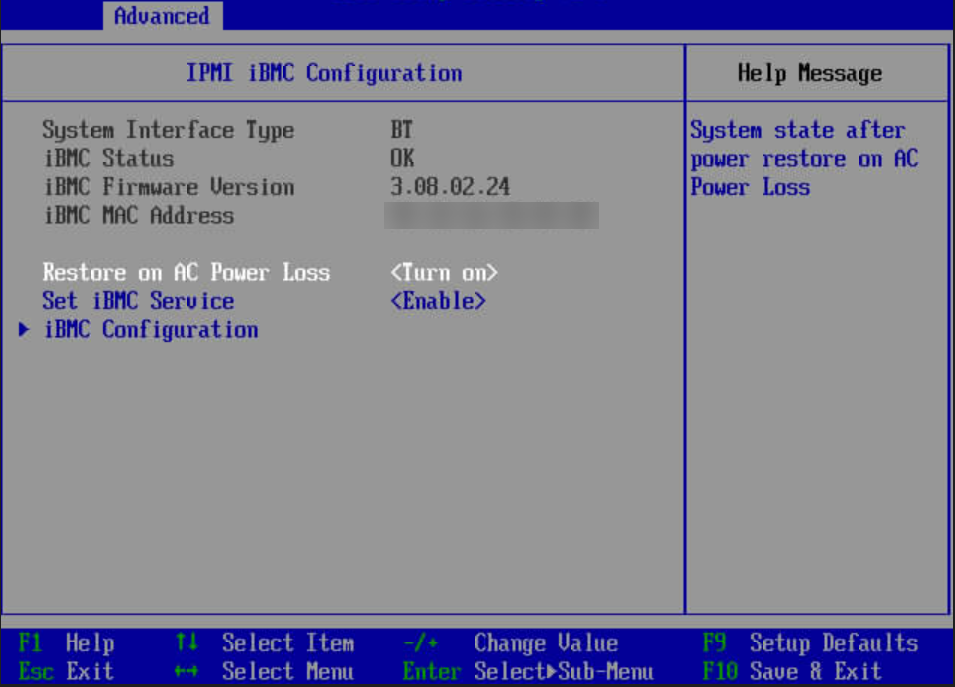 Advanced
IPMI iBMC Configuration
Help Message
System Interface Type BT
iBMC Status OK
iBMC Firmware Version 3.08.02.24
iBMC MAC Address
Restore on AC Power Loss <Turn on>
Set iBMC Service <Enable>
▶ iBMC Configuration
System state after
power restore on AC
Power Loss
F1 Help ↑↓ Select Item -/+ Change Value F9 Setup Defaults
Esc Exit ←→ Select Menu Enter Select▶Sub-Menu F10 Save & Exit